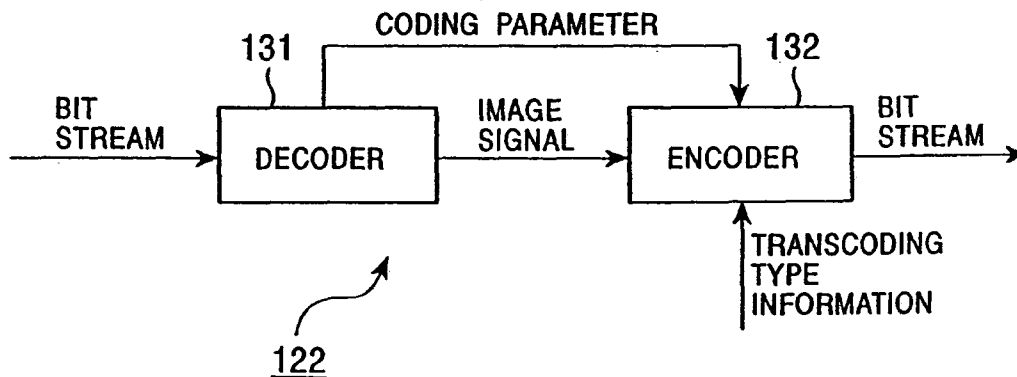 CODING PARAMETER
131
132
BIT
STREAM
DECODER
IMAGE
SIGNAL
ENCODER
BIT
STREAM
TRANSCODING
TYPE
INFORMATION
122